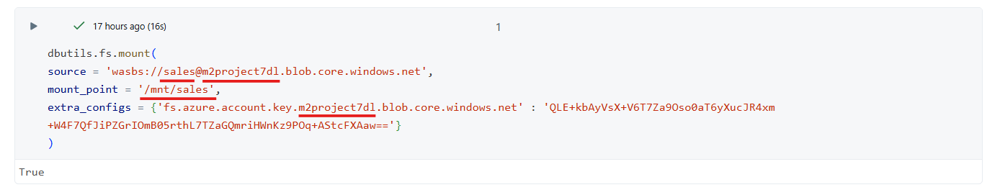 17 hours ago (16s)
1
dbutils.fs.mount(
source = 'wasbs://sales@m2project7dl.blob.core.windows.net',
mount_point = '/mnt/sales',
extra_configs = {'fs.azure.account.key.m2project7dl.blob.core.windows.net' : 'QLE+kbAyVsX+V6T7Za9Oso0aT6yXucJR4xm
+W4F7QfJiPZGrIOmB05rthL7TZaGQmriHWnKz9POq+AStcFXAaw=='}
)
True